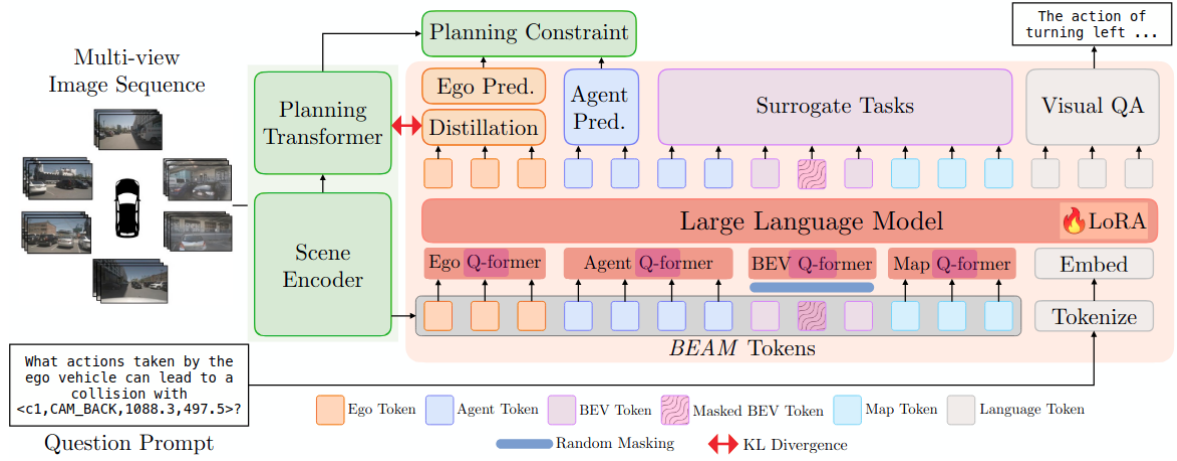 Multi-view
Image Sequence
Planning
Transformer
Scene
Encoder
Planning Constraint
Ego Pred.
Distillation
Agent
Pred.
Surrogate Tasks
Visual QA
The action of
turning left ...
Large Language Model
LoRA
Ego Q-former
Agent Q-former
BEV Q-former
Map Q-former
Embed
Tokenize
BEAM Tokens
What actions taken by the
ego vehicle can lead to a
collision with
<c1,CAM_BACK,1088.3,497.5>?
Question Prompt
Ego Token
Agent Token
BEV Token
Masked BEV Token
Map Token
Language Token
Random Masking
KL Divergence